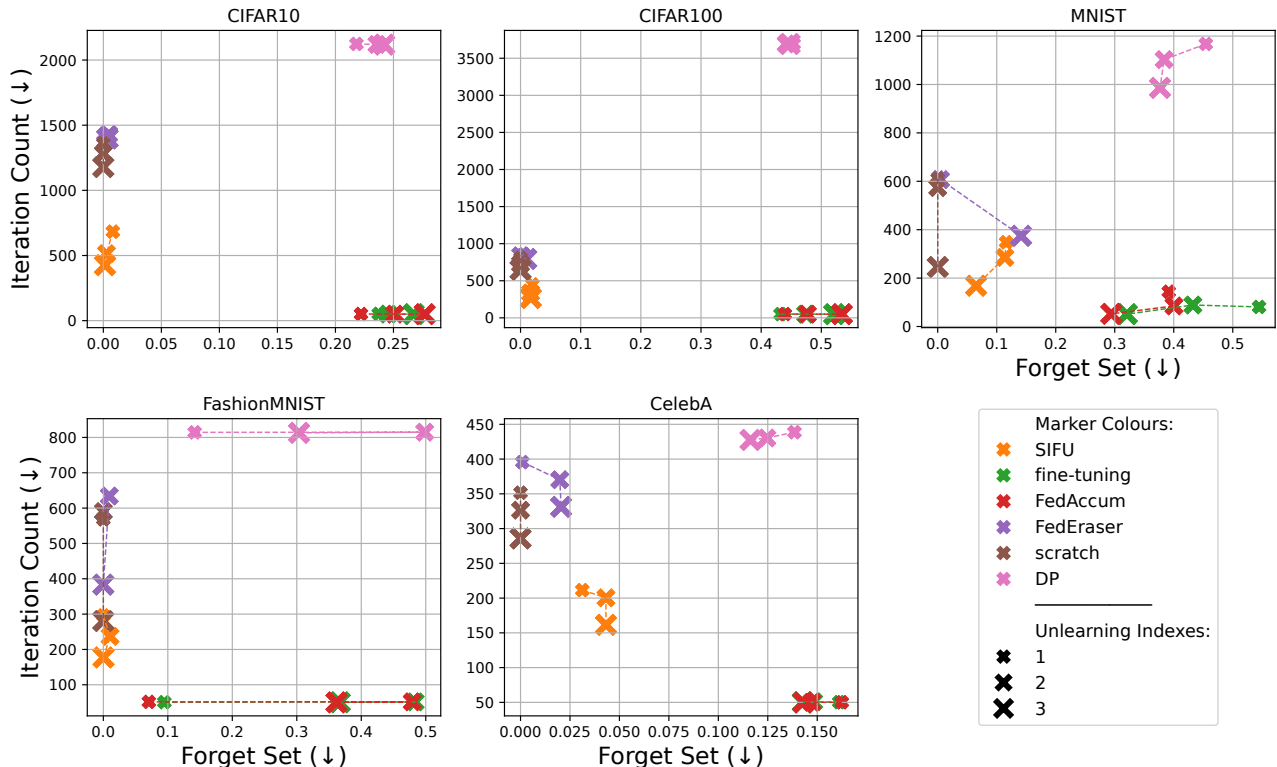 CIFAR10
CIFAR100
MNIST
Iteration Count (↓)
2000
1500
1000
500
0
0.00 0.05 0.10 0.15 0.20 0.25
3500
3000
2500
2000
1500
1000
500
0
0.0 0.1 0.2 0.3 0.4 0.5
1200
1000
800
600
400
200
0
0.0 0.1 0.2 0.3 0.4 0.5
Forget Set (↓)
FashionMNIST
CelebA
Iteration Count (↓)
800
700
600
500
400
300
200
100
0.0 0.1 0.2 0.3 0.4 0.5
Forget Set (↓)
450
400
350
300
250
200
150
100
50
0.000 0.025 0.050 0.075 0.100 0.125 0.150
Forget Set (↓)
Marker Colours:
SIFU
fine-tuning
FedAccum
FedEraser
scratch
DP
Unlearning Indexes:
1
2
3